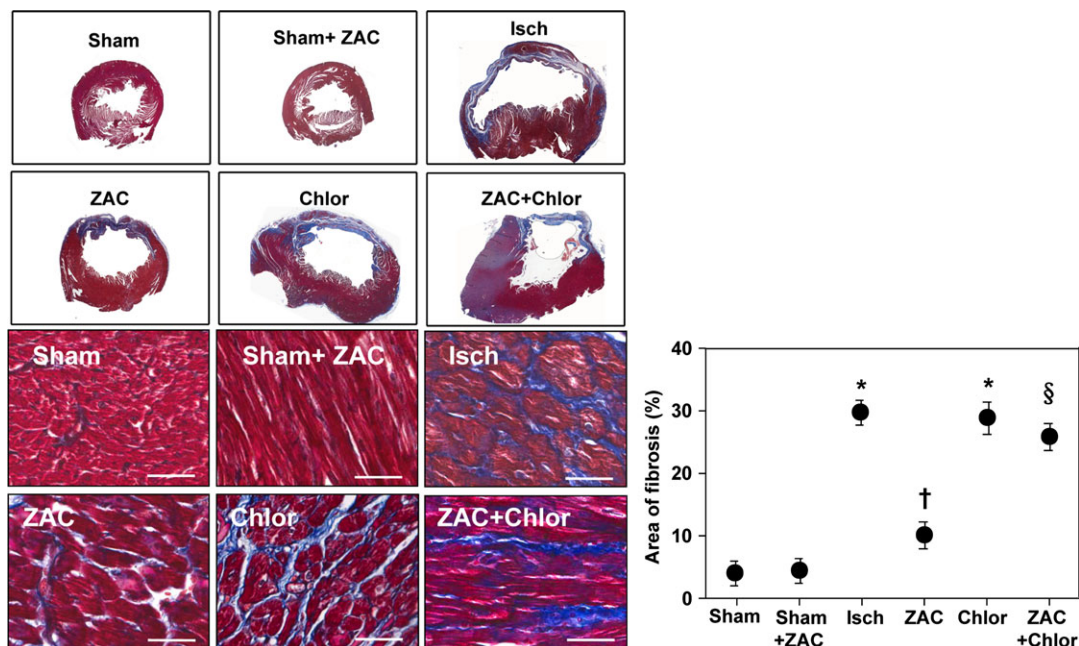 Sham
Sham+ ZAC
Isch
ZAC
Chlor
ZAC+Chlor
Sham
Sham+ ZAC
Isch
ZAC
Chlor
ZAC+Chlor
Area of fibrosis (%)
40
30
20
10
0
*
†
*
§
Sham
Sham
+ZAC
Isch
ZAC
Chlor
ZAC
+Chlor